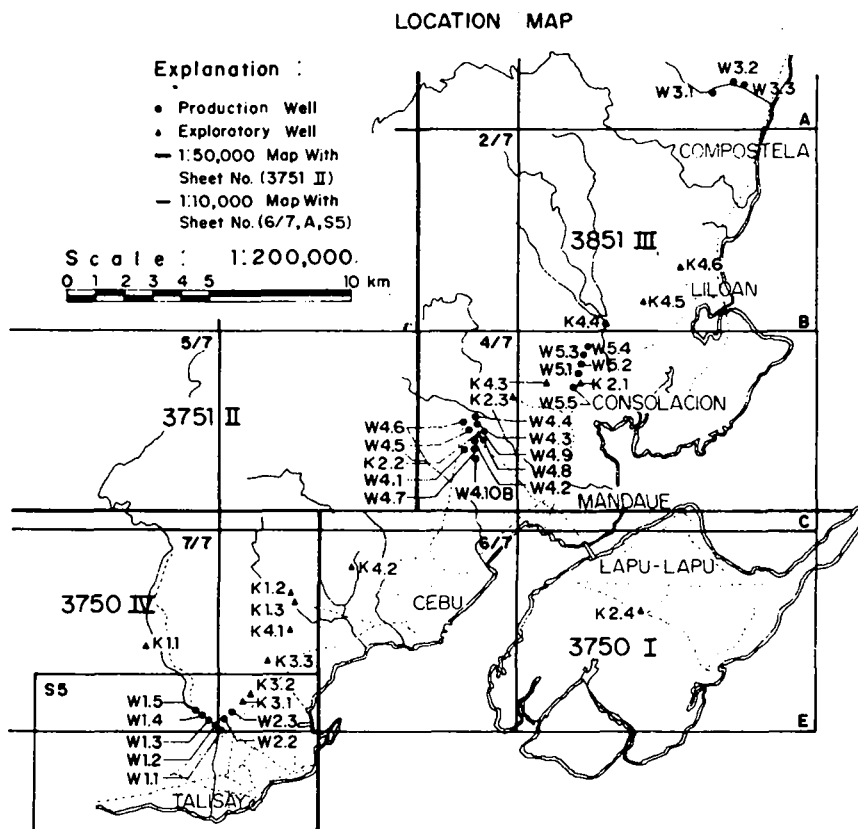 LOCATION MAP
Explanation :
Production Well
Exploratory Well
1:50,000 Map With
Sheet No. (3751 II)
1:10,000 Map With
Sheet No. (6/7, A, S5)
Scale : 1:200,000
0 1 2 3 4 5 10 km
W3.2
W3.1
W3.3
A
2/7
COMPOSTELA
3851 III
K4.6
LILOAN
K4.5
K4.4
B
5/7
4/7
W5.3
W5.4
W5.1
W5.2
K4.3
K2.1
K2.3
W5.5
CONSOLACION
3751 II
W4.6
W4.4
W4.5
W4.3
K2.2
W4.9
W4.1
W4.8
W4.7
W4.2
W4.10B
MANDAUE
C
7/7
6/7
LAPU-LAPU
K4.2
K1.2
3750 IV
K1.3
CEBU
K2.4
K4.1
K1.1
3750 I
K3.3
S5
K3.2
W1.5
K3.1
W1.4
W2.3
W1.3
W2.2
E
W1.2
W1.1
TALISAY